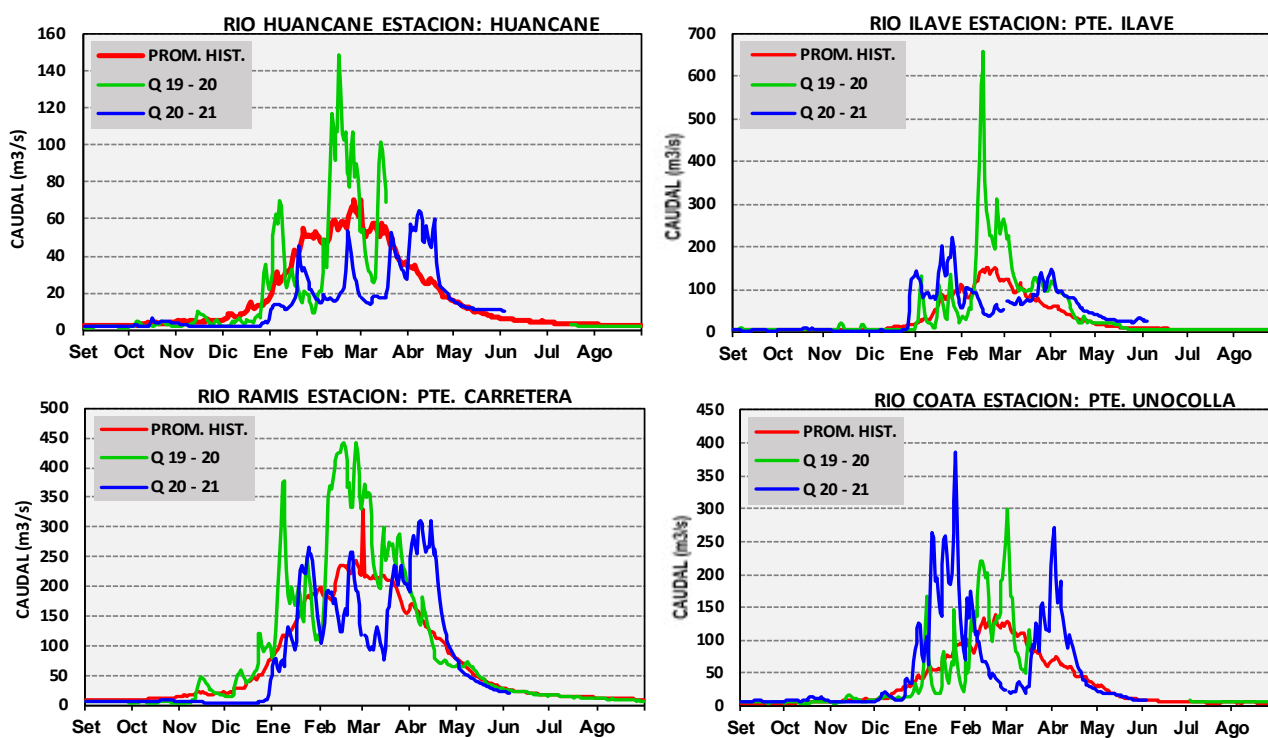 RIO HUANCANE ESTACION: HUANCANE
160
140
120
100
80
60
40
20
0
CAUDAL (m3/s)
PROM. HIST.
Q 19 - 20
Q 20 - 21
Set Oct Nov Dic Ene Feb Mar Abr May Jun Jul Ago
RIO ILAVE ESTACION: PTE. ILAVE
700
600
500
400
300
200
100
0
CAUDAL (m3/s)
PROM. HIST.
Q 19 - 20
Q 20 - 21
Set Oct Nov Dic Ene Feb Mar Abr May Jun Jul Ago
RIO RAMIS ESTACION: PTE. CARRETERA
500
450
400
350
300
250
200
150
100
50
0
CAUDAL (m3/s)
PROM. HIST.
Q 19 - 20
Q 20 - 21
Set Oct Nov Dic Ene Feb Mar Abr May Jun Jul Ago
RIO COATA ESTACION: PTE. UNOCOLLA
450
400
350
300
250
200
150
100
50
0
CAUDAL (m3/s)
PROM. HIST.
Q 19 - 20
Q 20 - 21
Set Oct Nov Dic Ene Feb Mar Abr May Jun Jul Ago